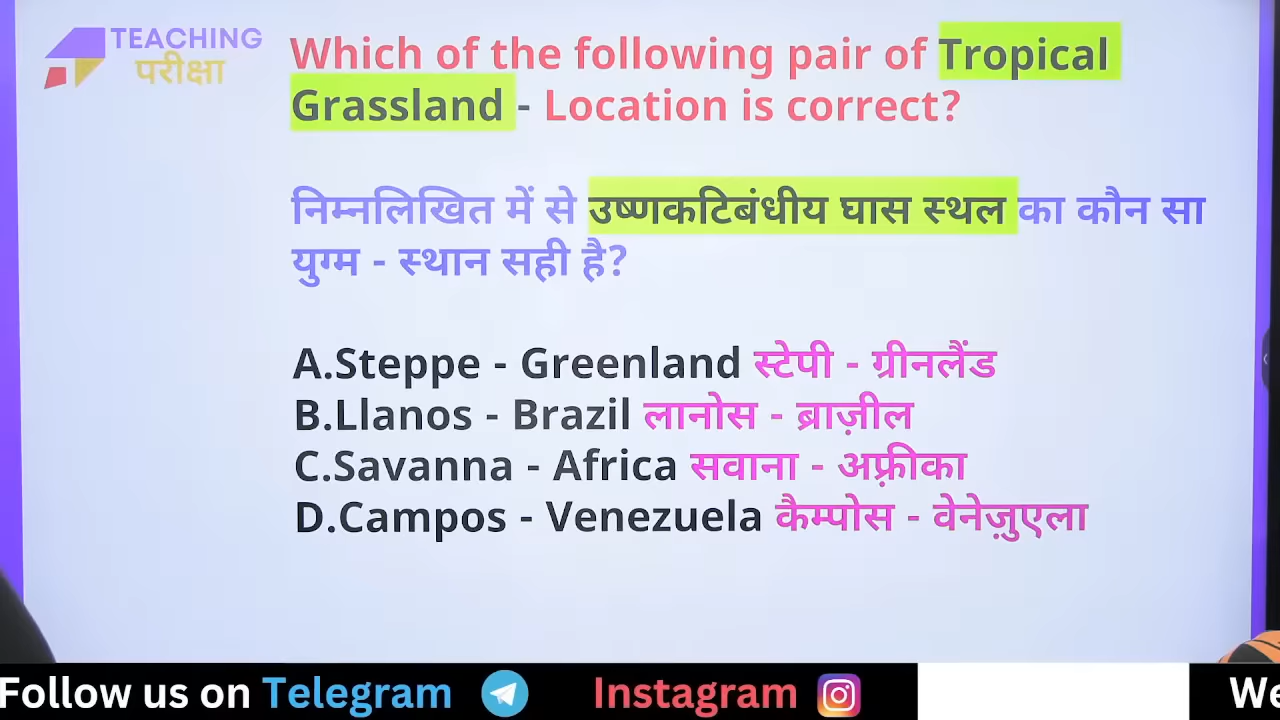 TEACHING
परीक्षा
Which of the following pair of Tropical
Grassland - Location is correct?
निम्नलिखित में से उष्णकटिबंधीय घास स्थल का कौन सा
युग्म - स्थान सही है?
A.Steppe - Greenland स्टेपी - ग्रीनलैंड
B.Llanos - Brazil लानोस - ब्राज़ील
C.Savanna - Africa सवाना - अफ़्रीका
D.Campos - Venezuela कैम्पोस - वेनेज़ुएला
Follow us on Telegram Instagram We